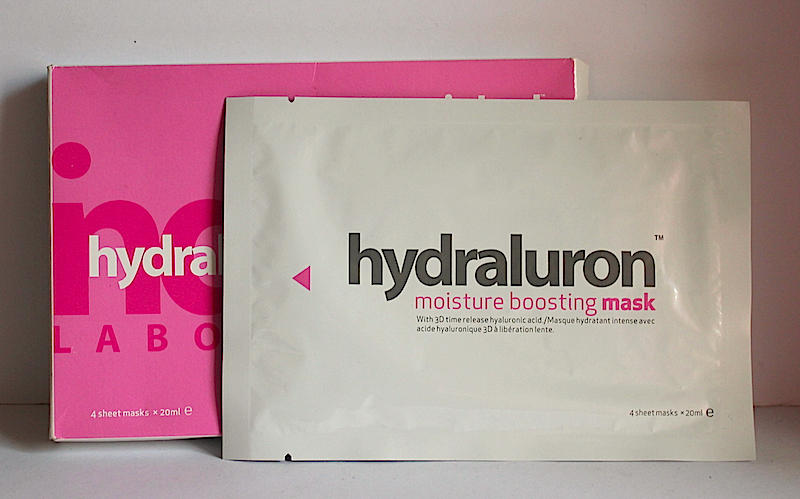 hydral
LABO
4 sheet masks × 20ml ℮
hydraluron™
moisture boosting mask
With 3D time release hyaluronic acid./Masque hydratant intense avec
acide hyaluronique 3D à libération lente.
4 sheet masks × 20ml ℮